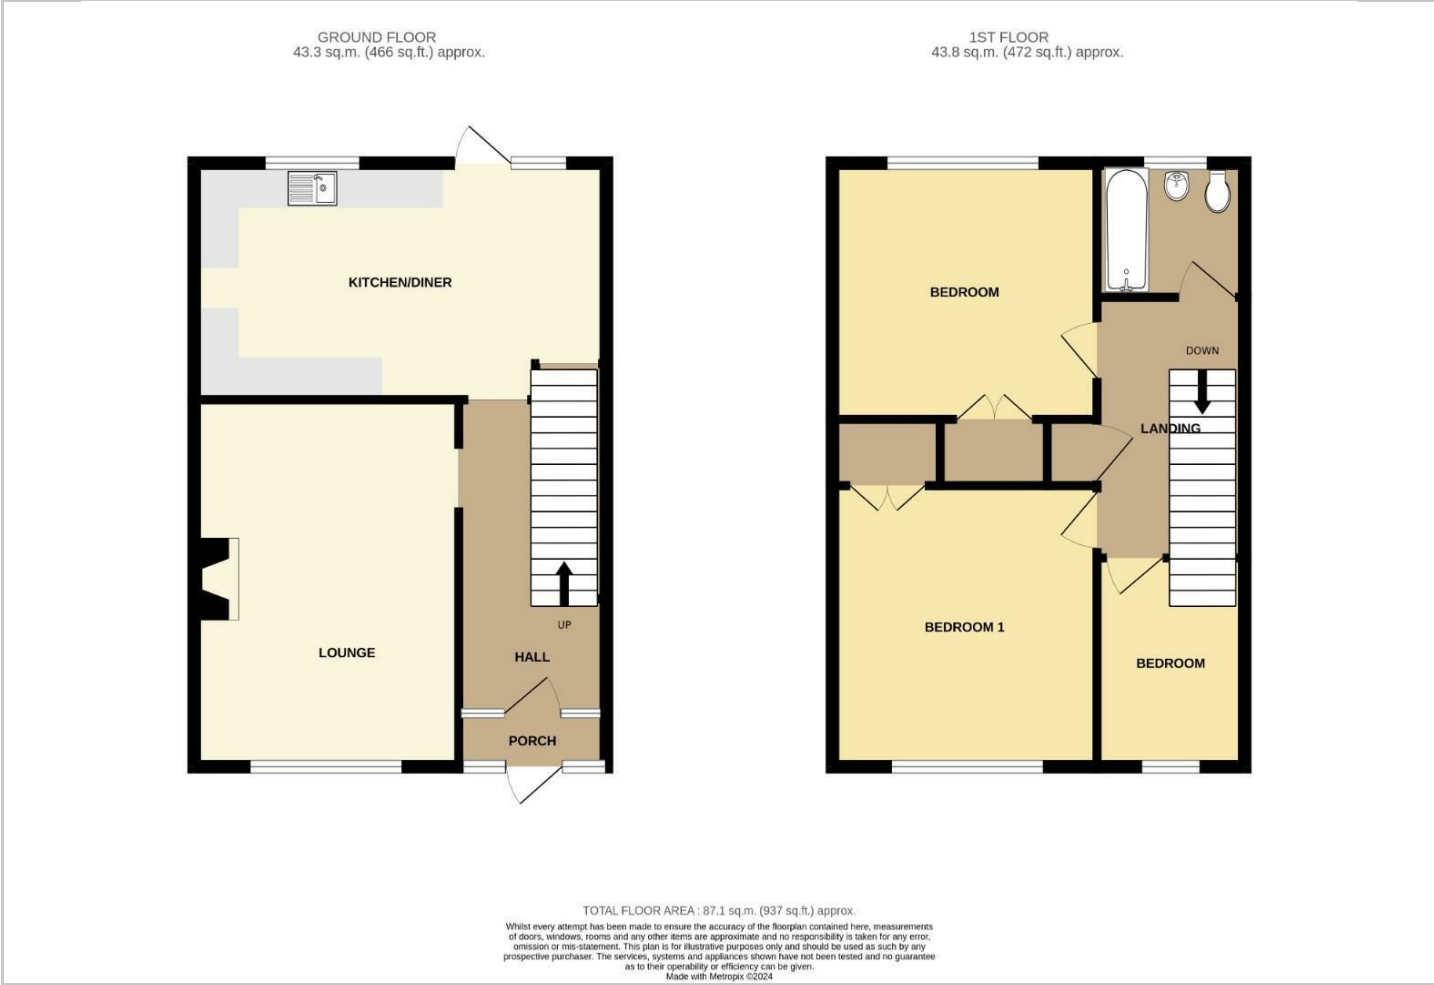 GROUND FLOOR
43.3 sq.m. (466 sq.ft.) approx.
1ST FLOOR
43.8 sq.m. (472 sq.ft.) approx.
KITCHEN/DINER
LOUNGE
UP
HALL
PORCH
BEDROOM
DOWN
LANDING
BEDROOM 1
BEDROOM
TOTAL FLOOR AREA : 87.1 sq.m. (937 sq.ft.) approx.
Whilst every attempt has been made to ensure the accuracy of the floorplan contained here, measurements
of doors, windows, rooms and any other items are approximate and no responsibility is taken for any error,
omission or mis-statement. This plan is for illustrative purposes only and should be used as such by any
prospective purchaser. The services, systems and appliances shown have not been tested and no guarantee
as to their operability or efficiency can be given.
Made with Metropix ©2024